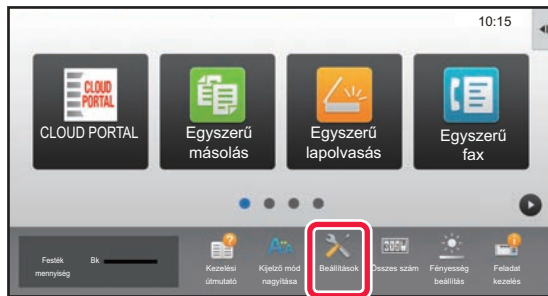 10:15
CLOUD
PORTAL
CLOUD PORTAL
Egyszerű
másolás
Egyszerű
lapolvasás
Egyszerű
fax
Festék
mennyiség
Bk
Kezelési
útmutató
Kijelző mód
nagyítása
Beállítások
Összes szám
Fényesség
beállítás
Feladat
kezelés